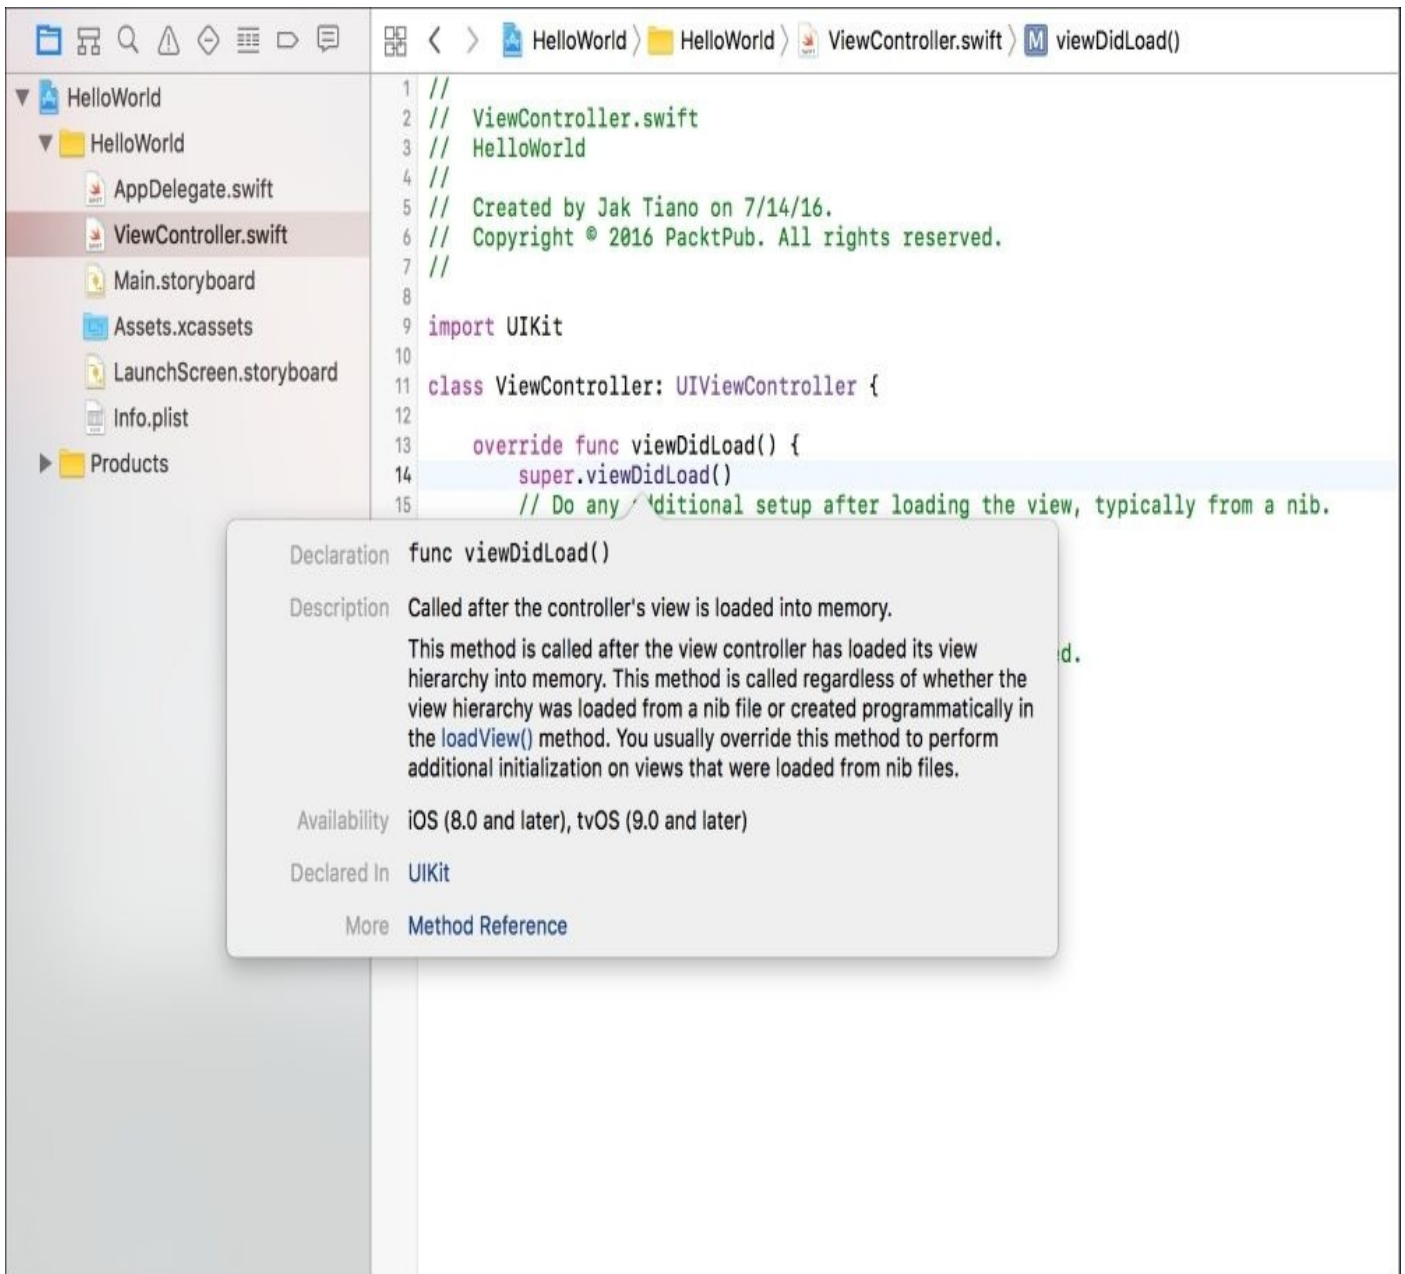 HelloWorld
HelloWorld
ViewController.swift
M
viewDidLoad()
HelloWorld
HelloWorld
AppDelegate.swift
ViewController.swift
Main.storyboard
Assets.xcassets
LaunchScreen.storyboard
Info.plist
Products
1 //
2 //  ViewController.swift
3 //  HelloWorld
4 //
5 //  Created by Jak Tiano on 7/14/16.
6 //  Copyright © 2016 PacktPub. All rights reserved.
7 //
8
9 import UIKit
10
11 class ViewController: UIViewController {
12
13     override func viewDidLoad() {
14         super.viewDidLoad()
15         // Do any ditional setup after loading the view, typically from a nib.
d.
Declaration func viewDidLoad()
Description Called after the controller's view is loaded into memory.
This method is called after the view controller has loaded its view
hierarchy into memory. This method is called regardless of whether the
view hierarchy was loaded from a nib file or created programmatically in
the loadView() method. You usually override this method to perform
additional initialization on views that were loaded from nib files.
Availability iOS (8.0 and later), tvOS (9.0 and later)
Declared In UIKit
More Method Reference